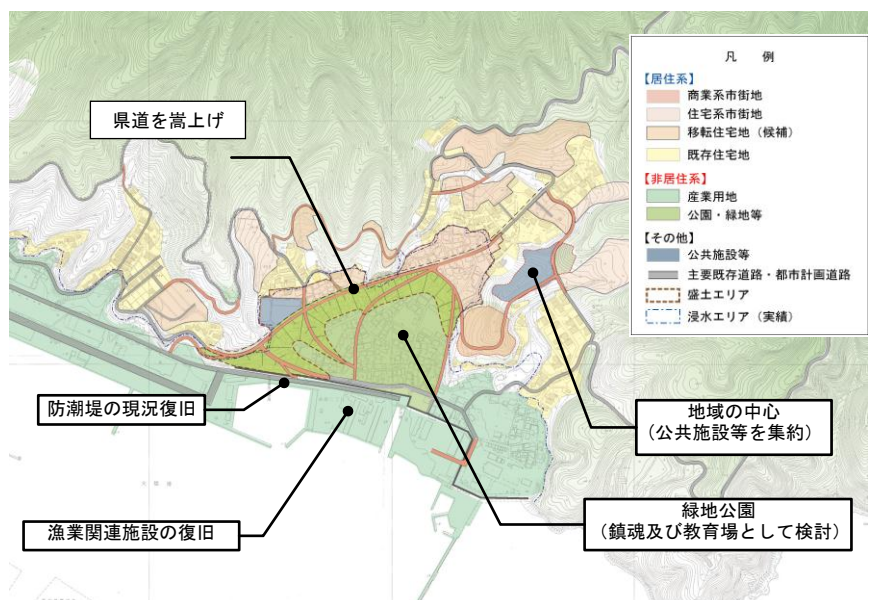 凡 例
【居住系】
商業系市街地
住宅系市街地
移転住宅地（候補）
既存住宅地
【非居住系】
産業用地
公園・緑地等
【その他】
公共施設等
主要既存道路・都市計画道路
盛土エリア
浸水エリア（実績）
県道を嵩上げ
防潮堤の現況復旧
地域の中心
（公共施設等を集約）
漁業関連施設の復旧
緑地公園
（鎮魂及び教育場として検討）